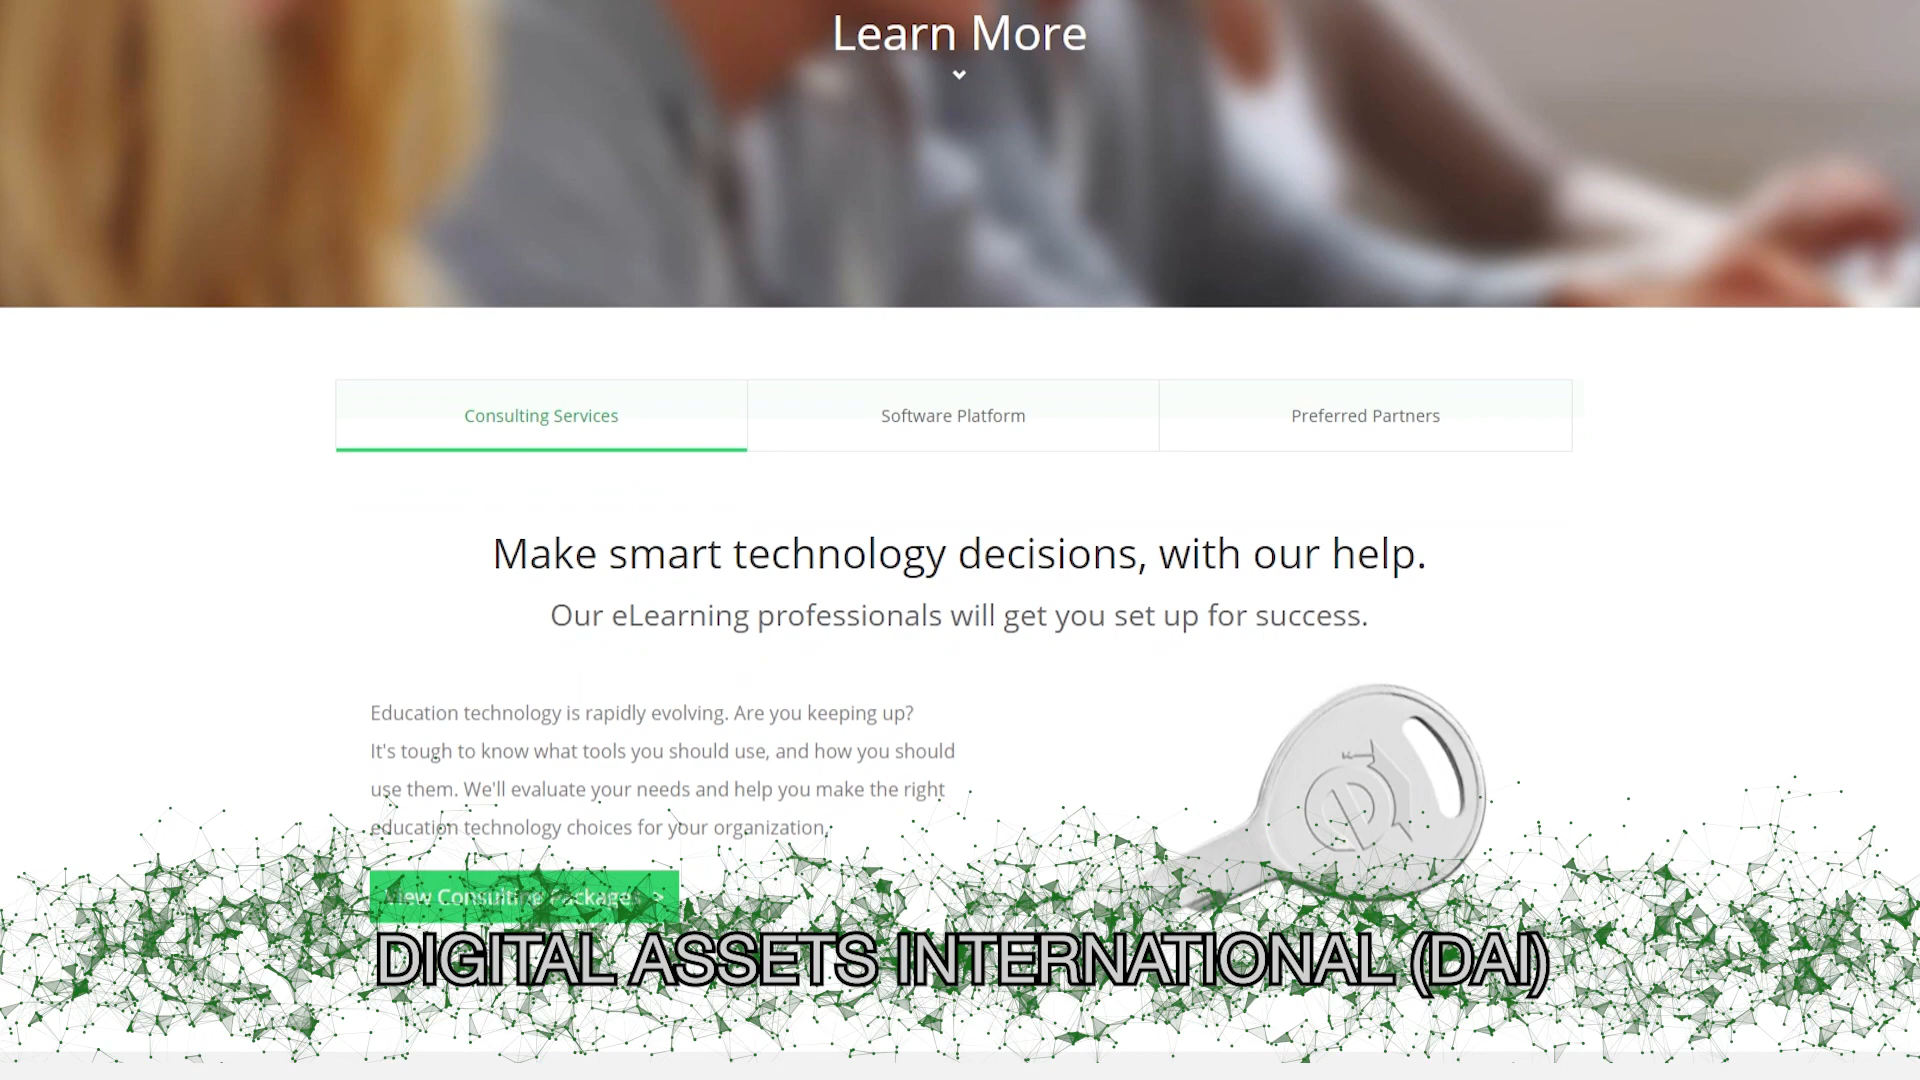 Learn More
Consulting Services
Software Platform
Preferred Partners
Make smart technology decisions, with our help.
Our eLearning professionals will get you set up for success.
Education technology is rapidly evolving. Are you keeping up?
It's tough to know what tools you should use, and how you should
use them. We'll evaluate your needs and help you make the right
education technology choices for your organization.
View Consulting Packages >
DIGITAL ASSETS INTERNATIONAL (DAI)